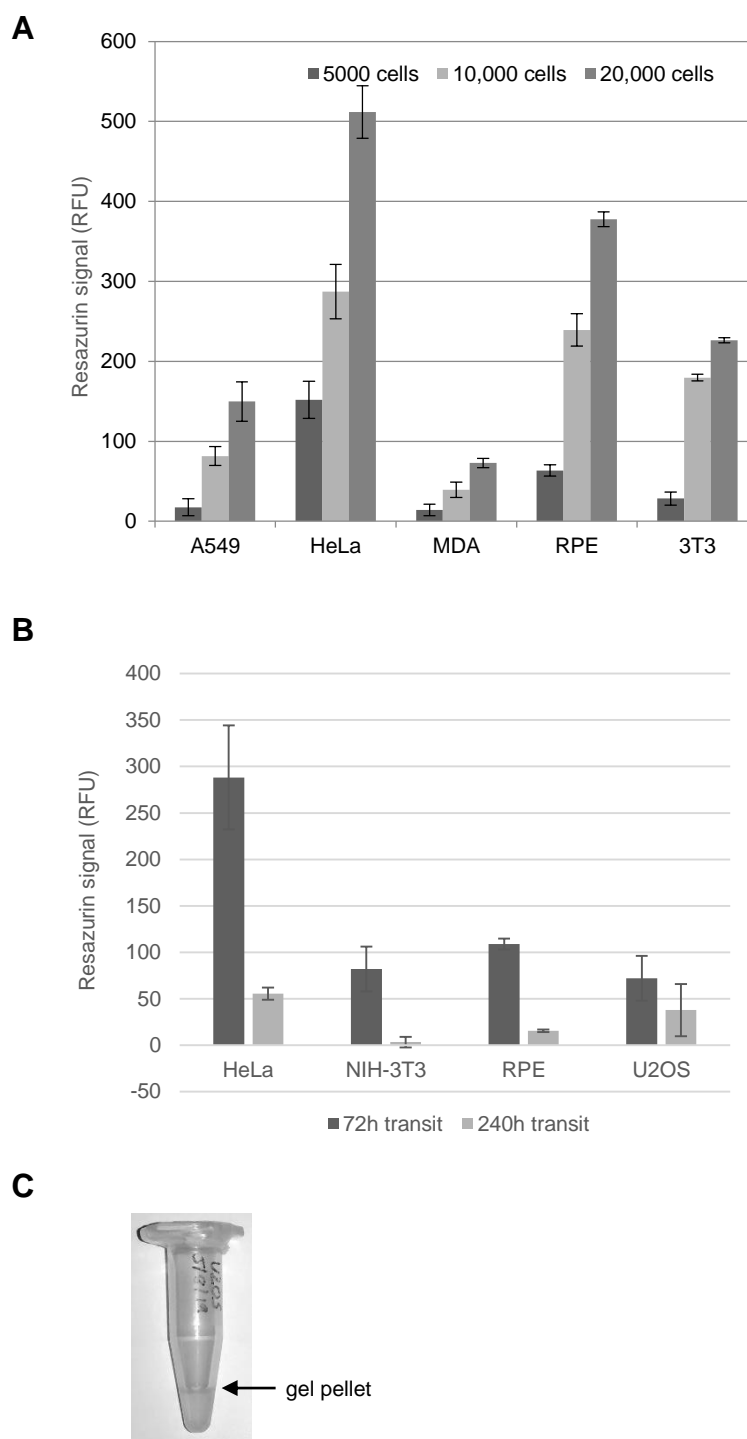 A
600
500
400
300
200
100
0
Resazurin signal (RFU)
5000 cells 10,000 cells 20,000 cells
A549 HeLa MDA RPE 3T3
B
400
350
300
250
200
150
100
50
0
-50
Resazurin signal (RFU)
HeLa NIH-3T3 RPE U2OS
72h transit 240h transit
C
U2OS
gel pellet